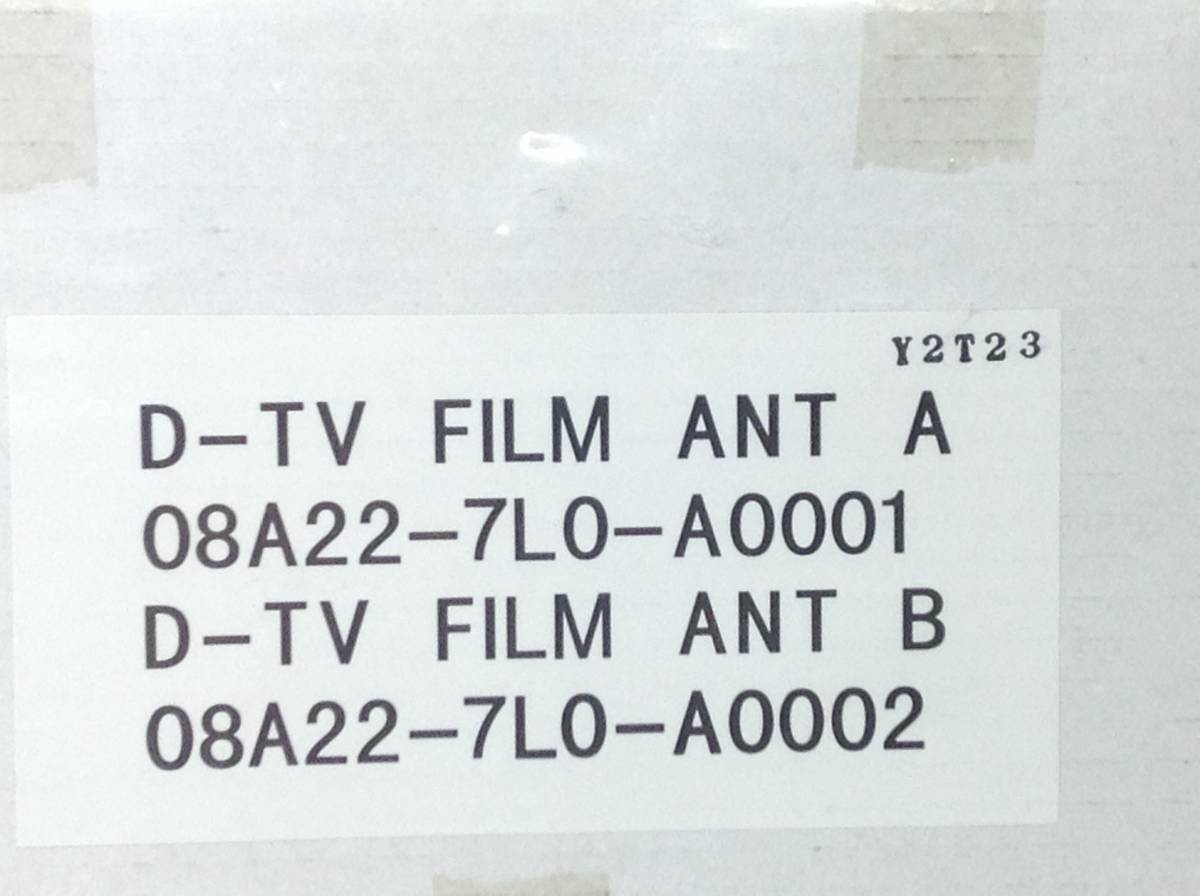 Y2T23
D-TV FILM ANT A
08A22-7L0-A0001
D-TV FILM ANT B
08A22-7L0-A0002